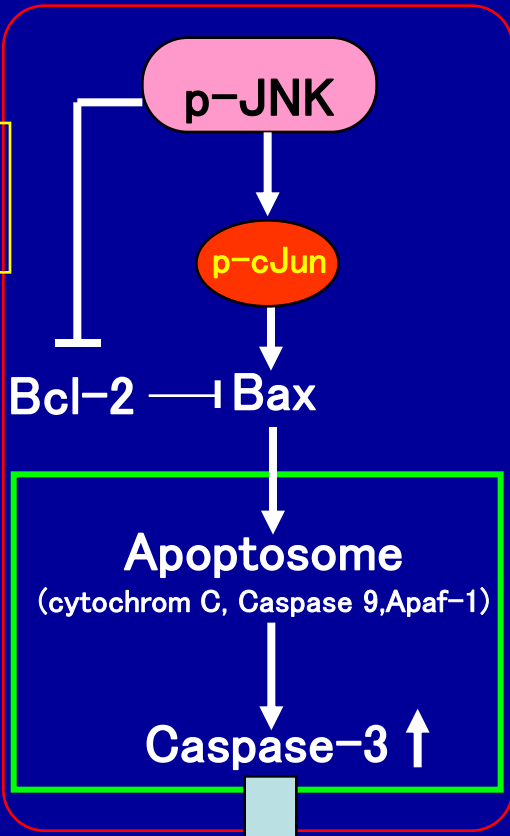 p-JNK
p-cJun
Bcl-2 Bax
Apoptosome
(cytochrom C, Caspase 9,Apaf-1)
Caspase-3 ↑